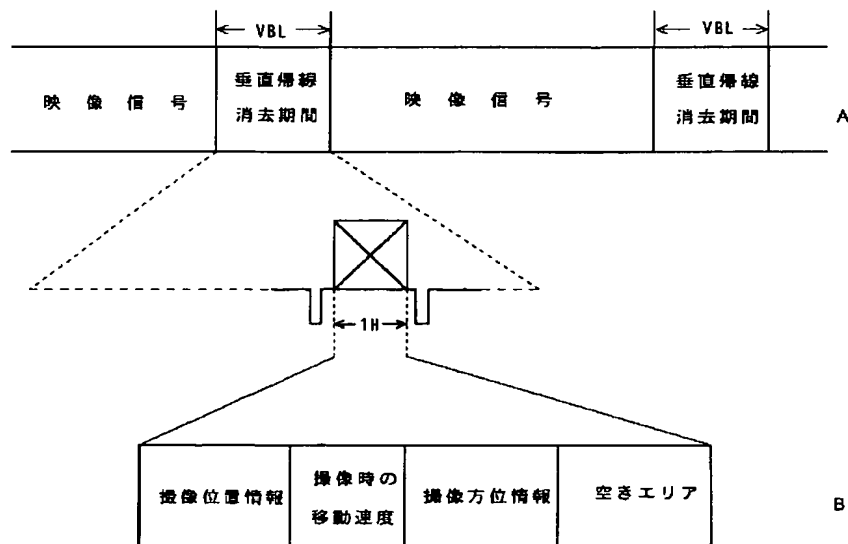 VBL VBL
映像信号 垂直帰線 映像信号 垂直帰線
消去期間 消去期間
A
1H
撮像位置情報 撮像時の 撮像方位情報 空きエリア
移動速度
B